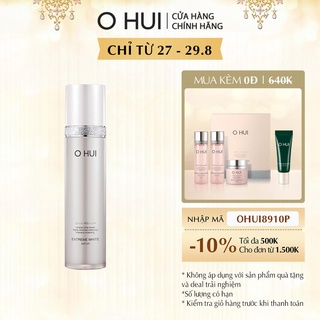 O HUI
CỬA HÀNG
CHÍNH HÃNG
CHỈ TỪ 27 - 29.8
MUA KÈM 0Đ | 640K
O HUI
O HUI
EXTREME WHITE
NHẬP MÃ
OHUI8910P
-10%
Tối đa 500K
Cho đơn từ 1.500K
* Không áp dụng với sản phẩm quà tặng
và deal trải nghiệm
*Số lượng có hạn
* Kiểm tra giỏ hàng trước khi thanh toán